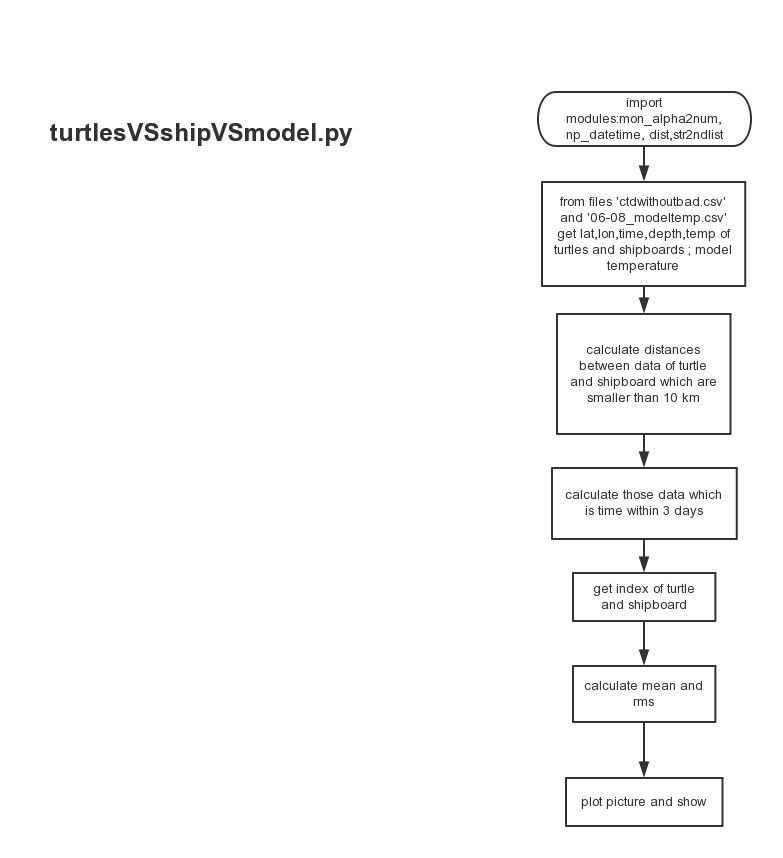 turtlesVSshipVSmodel.py
import
modules:mon_alpha2num,
np_datetime, dist,str2ndlist
from files 'ctdwithoutbad.csv'
and '06-08_modeltemp.csv'
get lat,lon,time,depth,temp of
turtles and shipboards ; model
temperature
calculate distances
between data of turtle
and shipboard which are
smaller than 10 km
calculate those data which
is time within 3 days
get index of turtle
and shipboard
calculate mean and
rms
plot picture and show